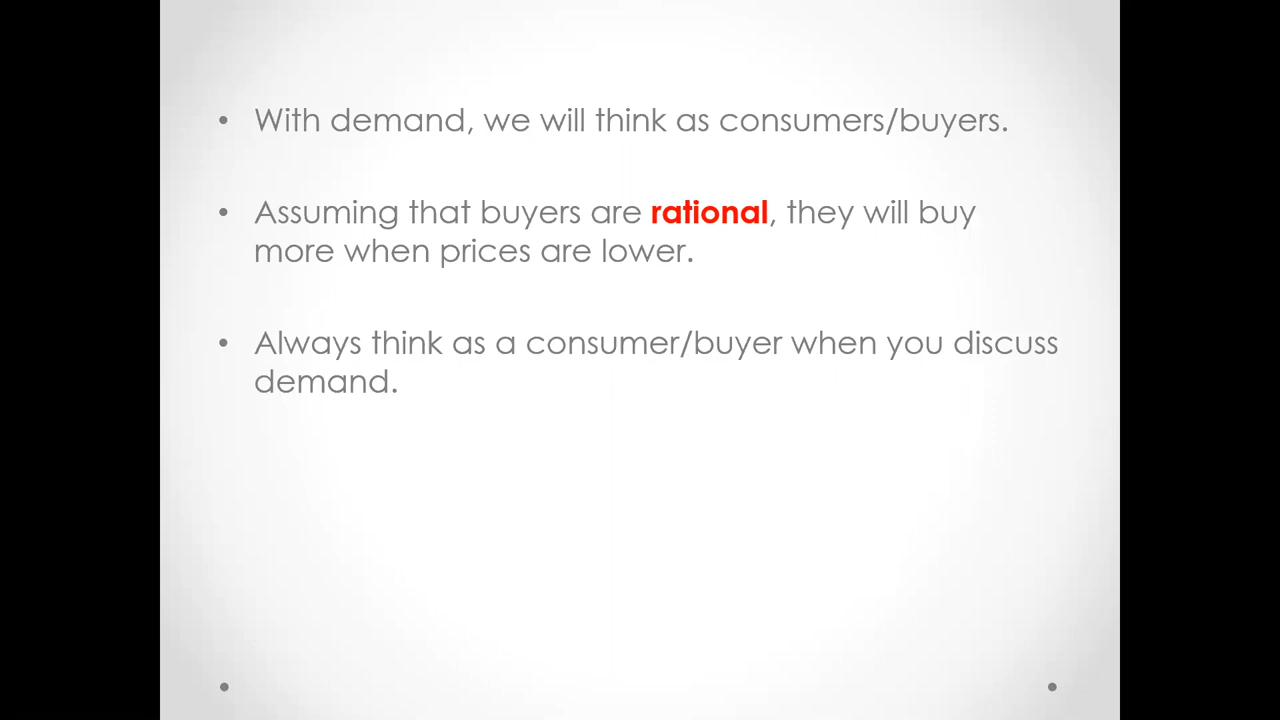 • With demand, we will think as consumers/buyers.
• Assuming that buyers are rational, they will buy
more when prices are lower.
• Always think as a consumer/buyer when you discuss
demand.